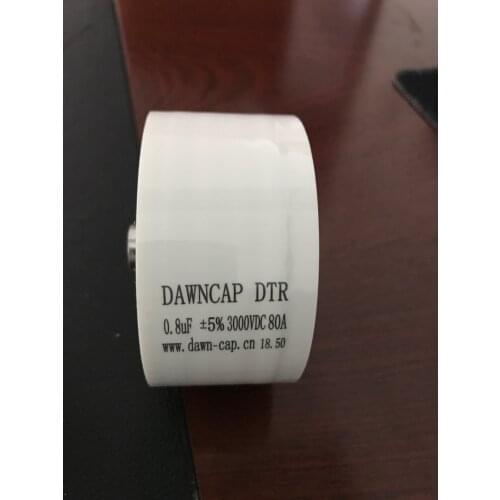 DAWNCAP DTR
0.8uF ±5% 3000VDC 80A
www.dawn-cap.cn 18.50